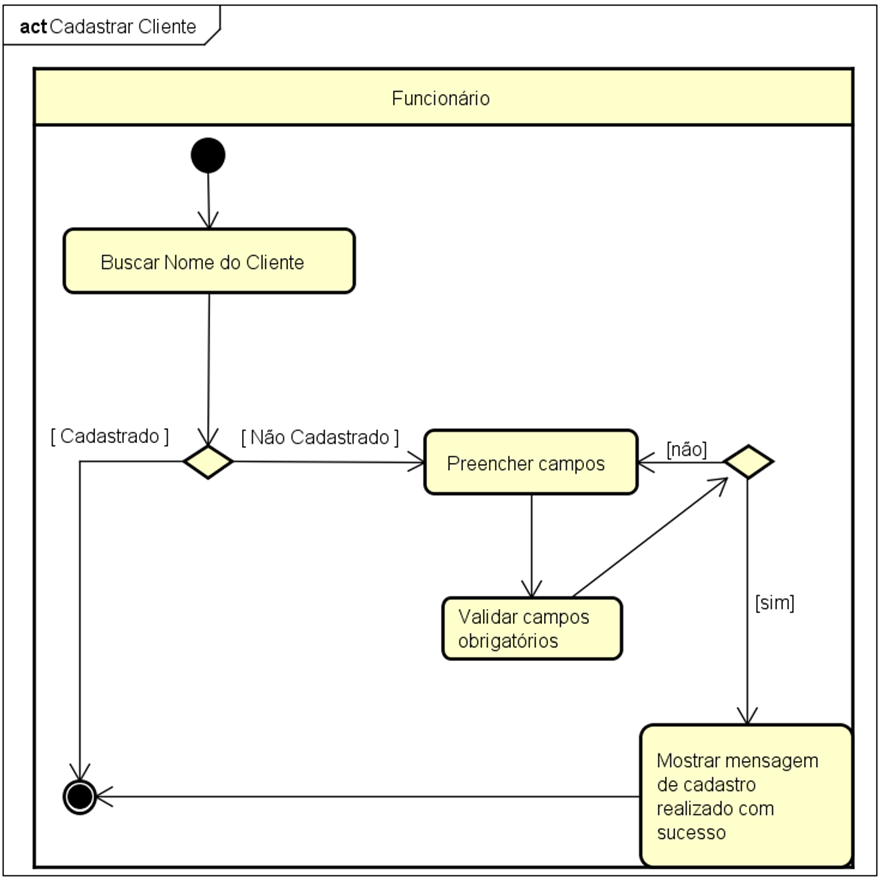 act Cadastrar Cliente
Funcionário
Buscar Nome do Cliente
[ Cadastrado ]
[ Não Cadastrado ]
Preencher campos
[não]
Validar campos
obrigatórios
[sim]
Mostrar mensagem
de cadastro
realizado com
sucesso